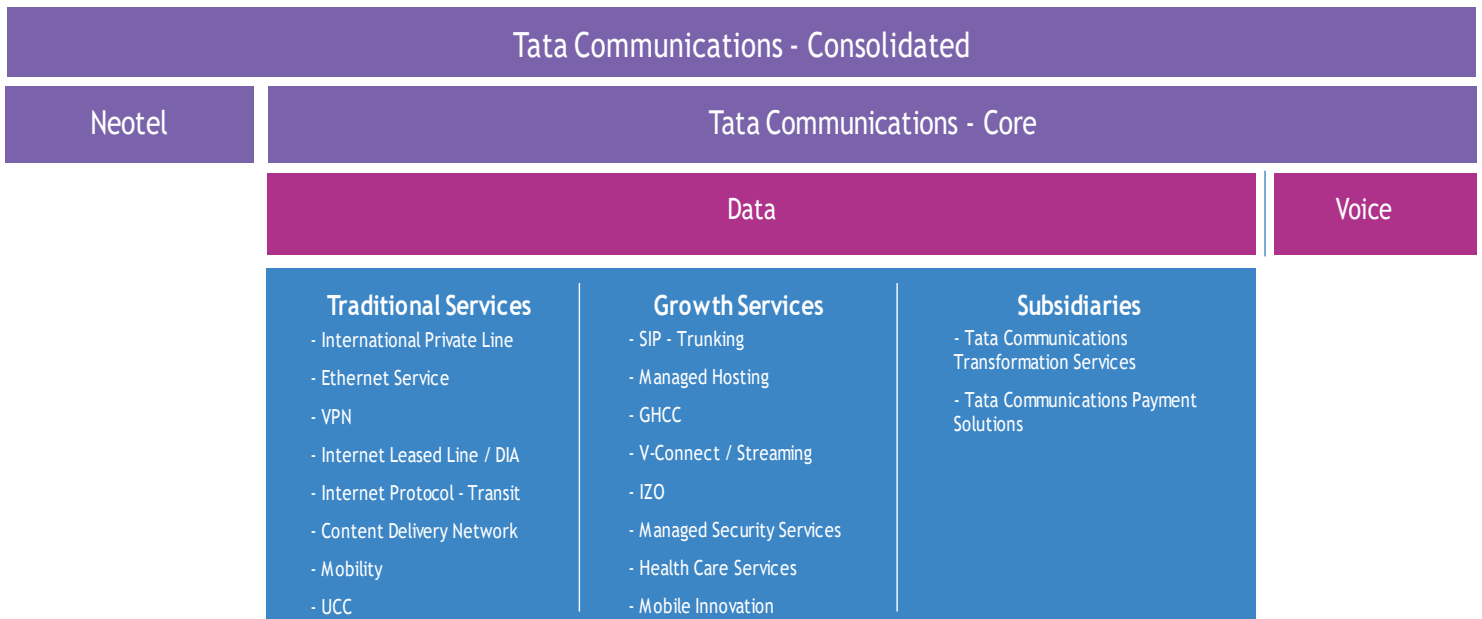 Tata Communications - Consolidated
Neotel
Tata Communications - Core
Data
Voice
Traditional Services
- International Private Line
- Ethernet Service
- VPN
- Internet Leased Line / DIA
- Internet Protocol - Transit
- Content Delivery Network
- Mobility
- UCC
Growth Services
- SIP - Trunking
- Managed Hosting
- GHCC
- V-Connect / Streaming
- IZO
- Managed Security Services
- Health Care Services
- Mobile Innovation
Subsidiaries
- Tata Communications
Transformation Services
- Tata Communications Payment
Solutions